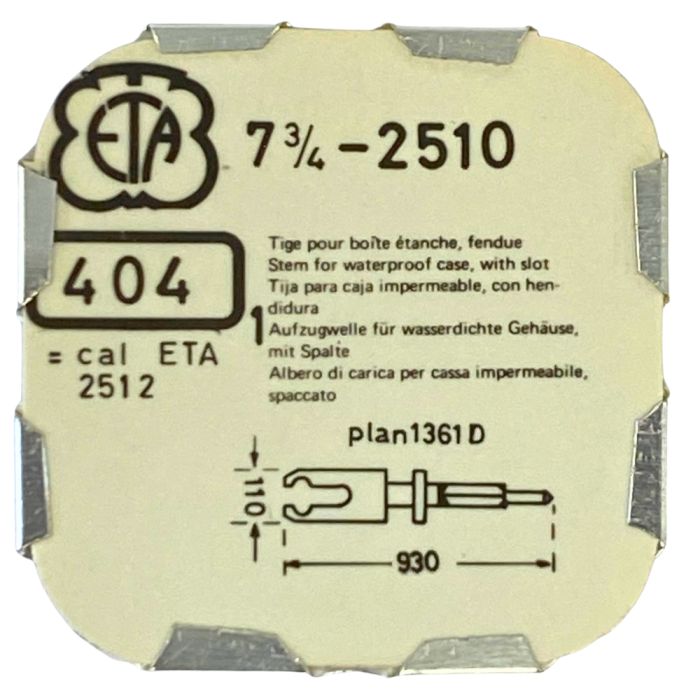 ETA
7 3/4 - 2510
404
= cal ETA
2512
Tige pour boîte étanche, fendue
Stem for waterproof case, with slot
Tija para caja impermeable, con hen-
didura
1
Aufzugwelle für wasserdichte Gehäuse,
mit Spalte
Albero di carica per cassa impermeabile,
spaccato
plan1361D
110
930